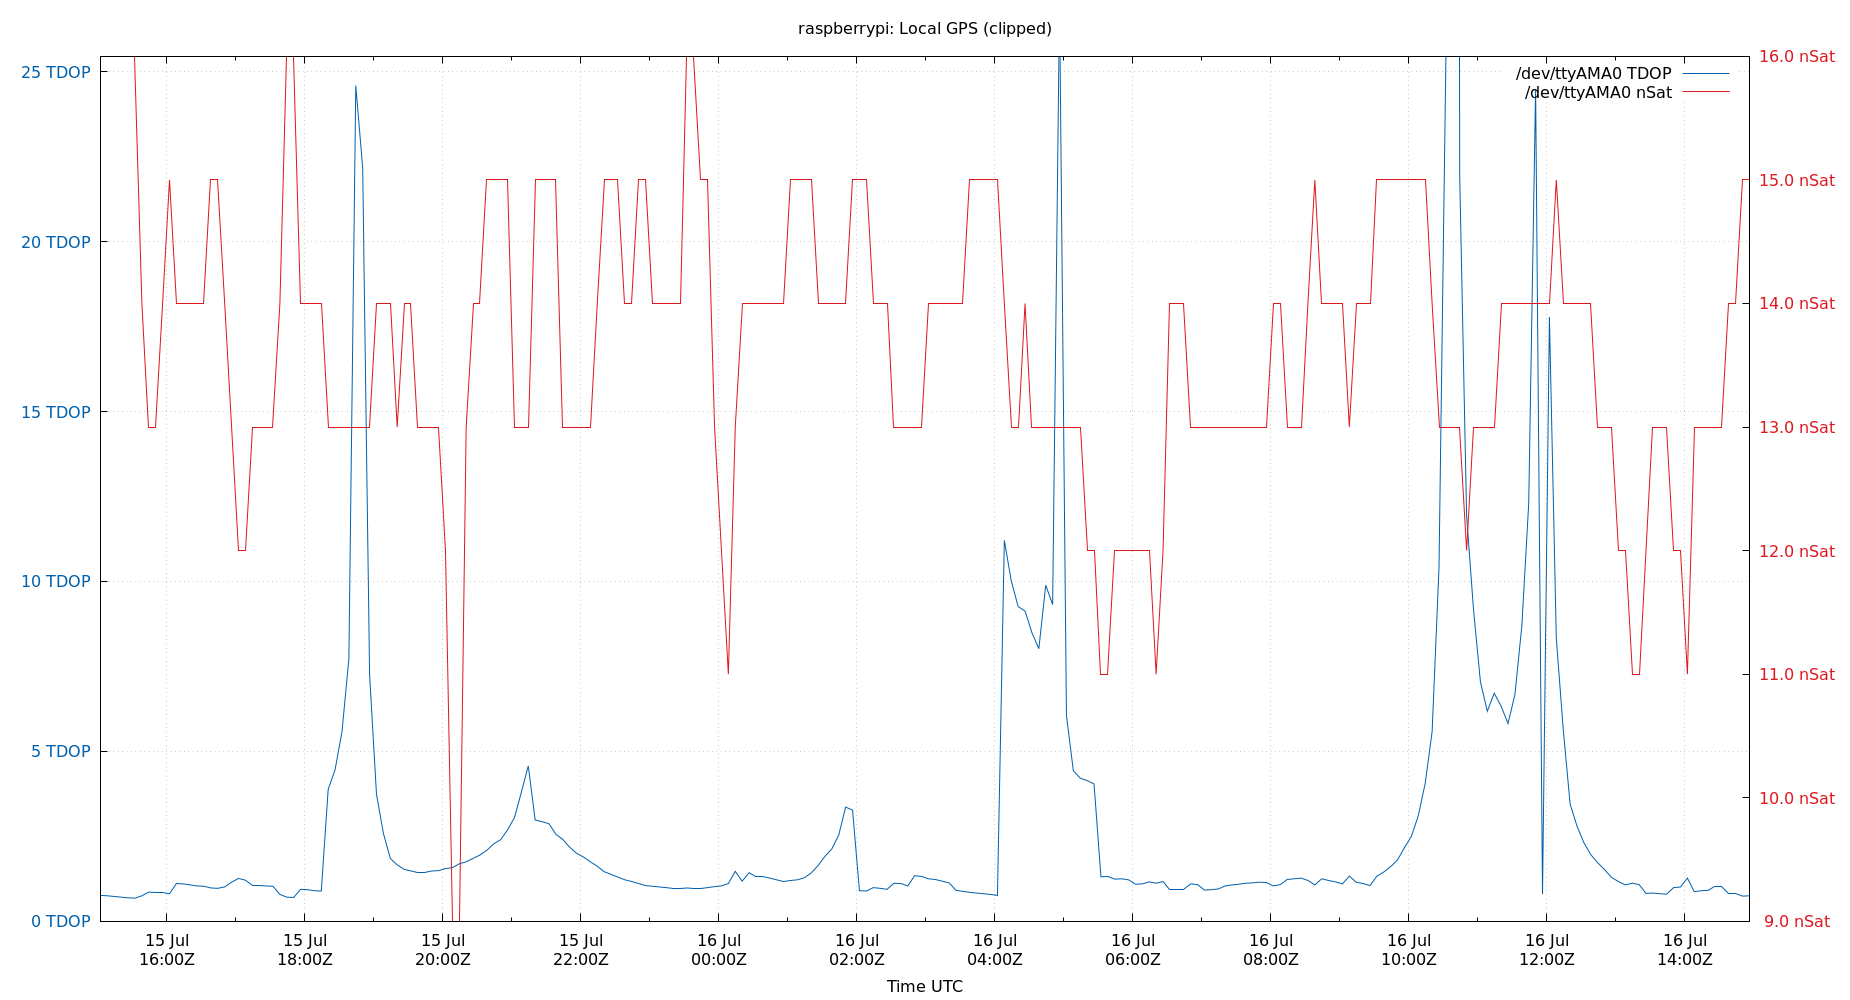 raspberrypi: Local GPS (clipped)
25 TDOP
20 TDOP
15 TDOP
10 TDOP
5 TDOP
0 TDOP
16.0 nSat
15.0 nSat
14.0 nSat
13.0 nSat
12.0 nSat
11.0 nSat
10.0 nSat
9.0 nSat
/dev/ttyAMA0 TDOP
/dev/ttyAMA0 nSat
15 Jul 15 Jul 15 Jul 15 Jul 16 Jul 16 Jul 16 Jul 16 Jul 16 Jul 16 Jul 16 Jul 16 Jul
16:00Z 18:00Z 20:00Z 22:00Z 00:00Z 02:00Z 04:00Z 06:00Z 08:00Z 10:00Z 12:00Z 14:00Z
Time UTC